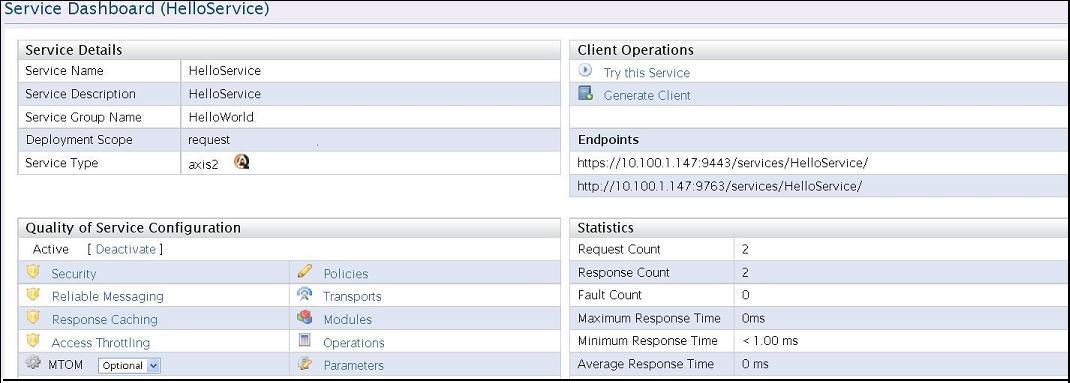 Service Dashboard (HelloService)
Service Details
Service Name HelloService
Service Description HelloService
Service Group Name HelloWorld
Deployment Scope request
Service Type axis2
Client Operations
Try this Service
Generate Client
Endpoints
https://10.100.1.147:9443/services/HelloService/
http://10.100.1.147:9763/services/HelloService/
Quality of Service Configuration
Active [ Deactivate ]
Security Policies
Reliable Messaging Transports
Response Caching Modules
Access Throttling Operations
MTOM Optional Parameters
Statistics
Request Count 2
Response Count 2
Fault Count 0
Maximum Response Time 0ms
Minimum Response Time < 1.00 ms
Average Response Time 0 ms